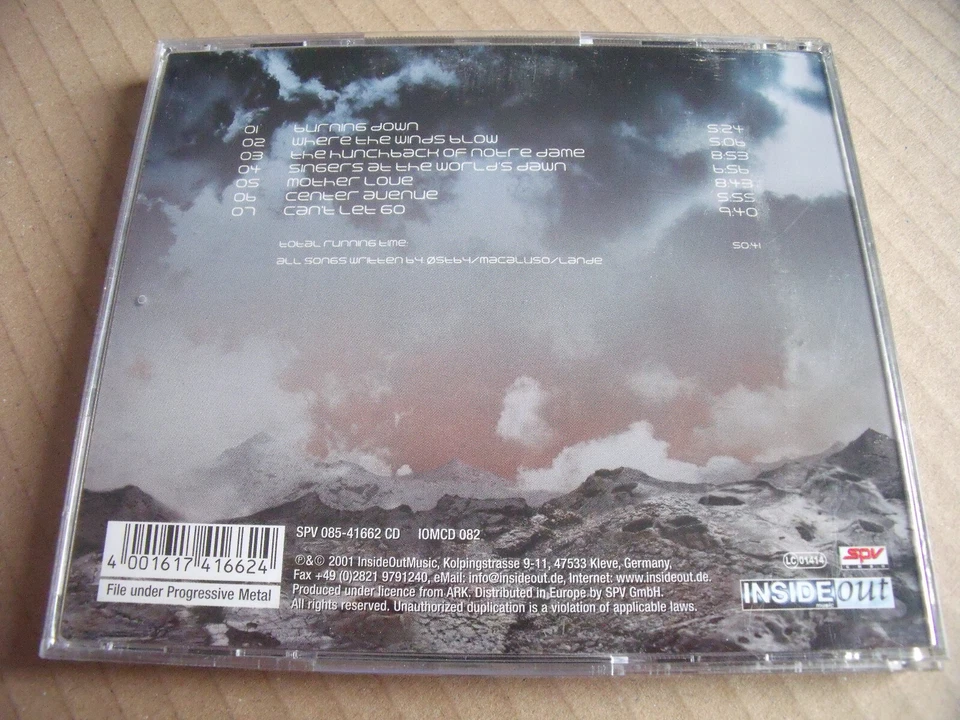 01 Burning Down 5:24
02 Where The Winds Blow 5:06
03 The Hunchback Of Notre Dame 8:53
04 Singers At The World's Dawn 6:56
05 Mother Love 8:43
06 Center Avenue 5:55
07 Can't Let Go 9:40
Total Running Time: 50:41
All songs written by Østby/Macaluso/Lande
SPV 085-41662 CD IOMCD 082
4 001617 416624
File under Progressive Metal
℗&© 2001 InsideOutMusic, Kolpingstrasse 9-11, 47533 Kleve, Germany,
Fax +49 (0)2821 9791240, eMail: info@insideout.de, Internet: www.insideout.de.
Produced under licence from ARK. Distributed in Europe by SPV GmbH.
All rights reserved. Unauthorized duplication is a violation of applicable laws.
LC 01414
SPV
INSIDEout